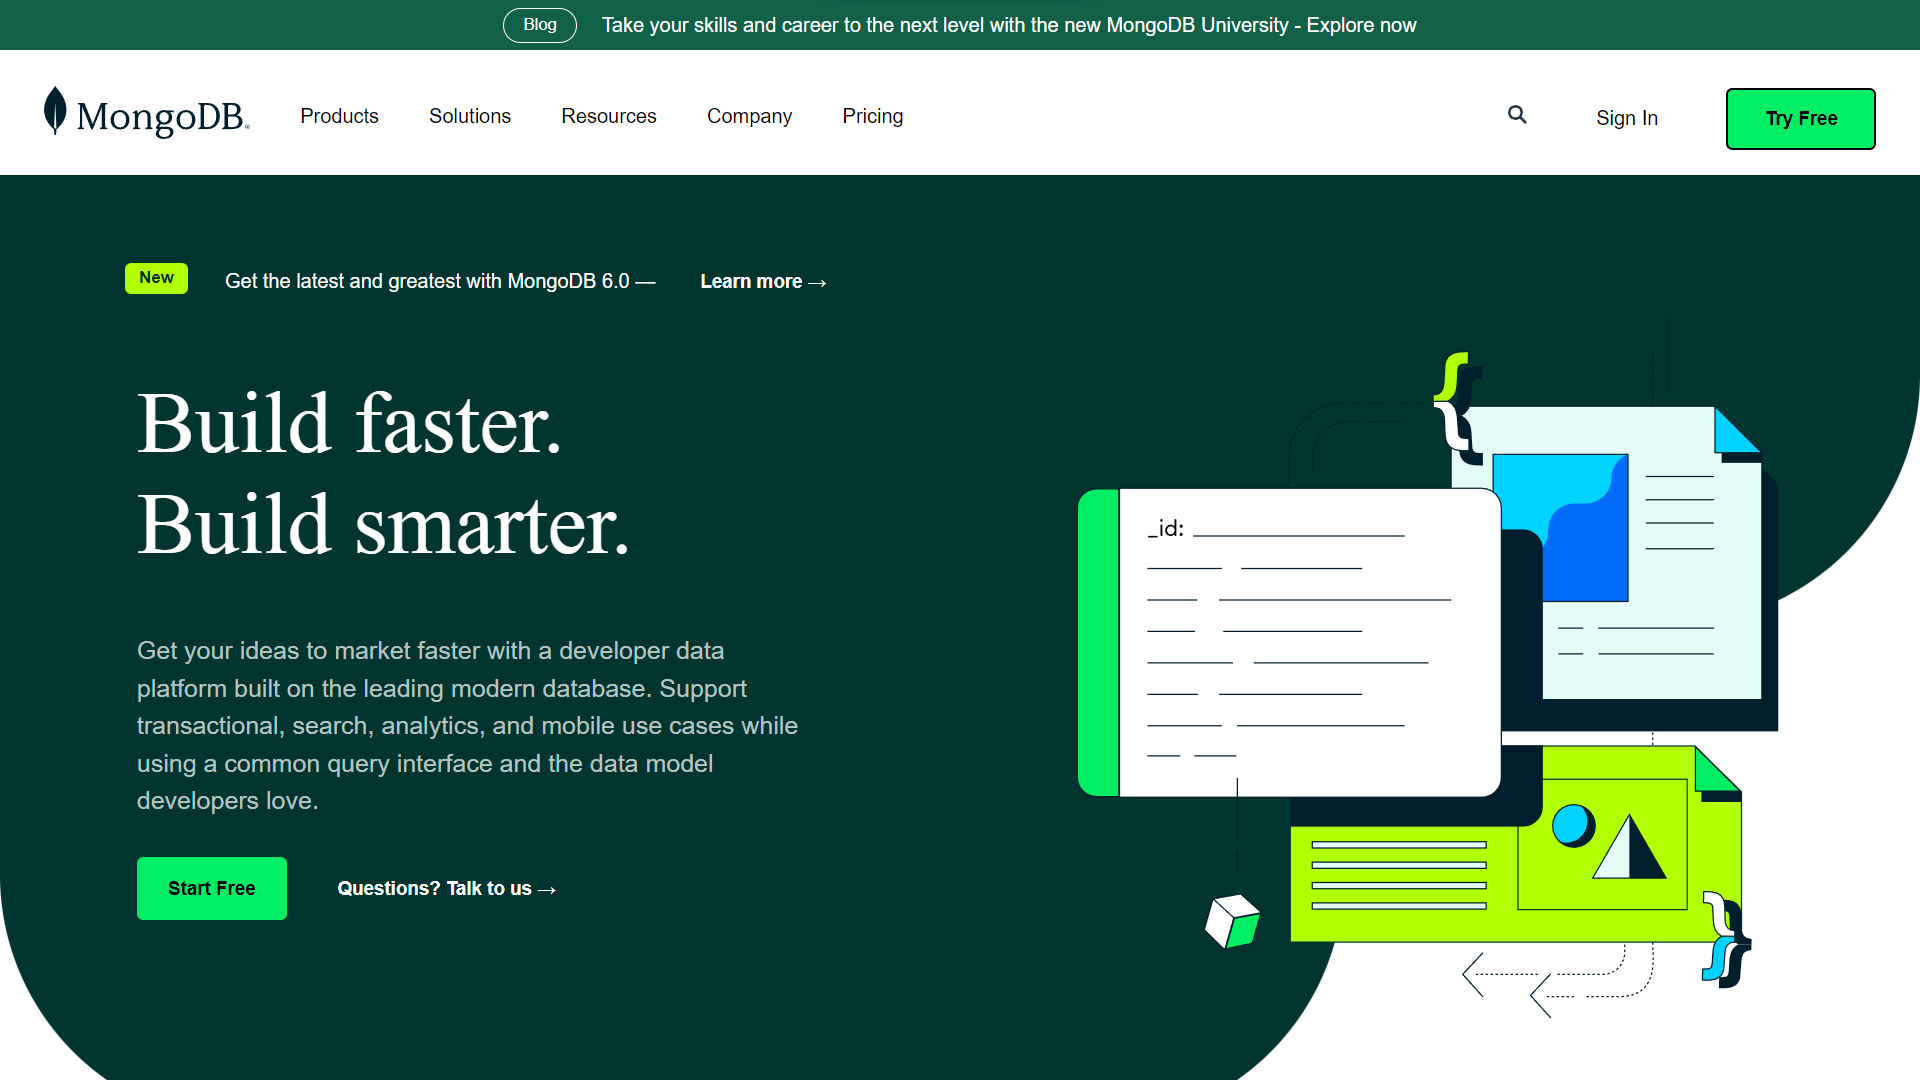 Blog Take your skills and career to the next level with the new MongoDB University - Explore now
MongoDB Products Solutions Resources Company Pricing Sign In Try Free
New Get the latest and greatest with MongoDB 6.0 — Learn more →
Build faster.
Build smarter.
Get your ideas to market faster with a developer data
platform built on the leading modern database. Support
transactional, search, analytics, and mobile use cases while
using a common query interface and the data model
developers love.
Start Free Questions? Talk to us →
_id: